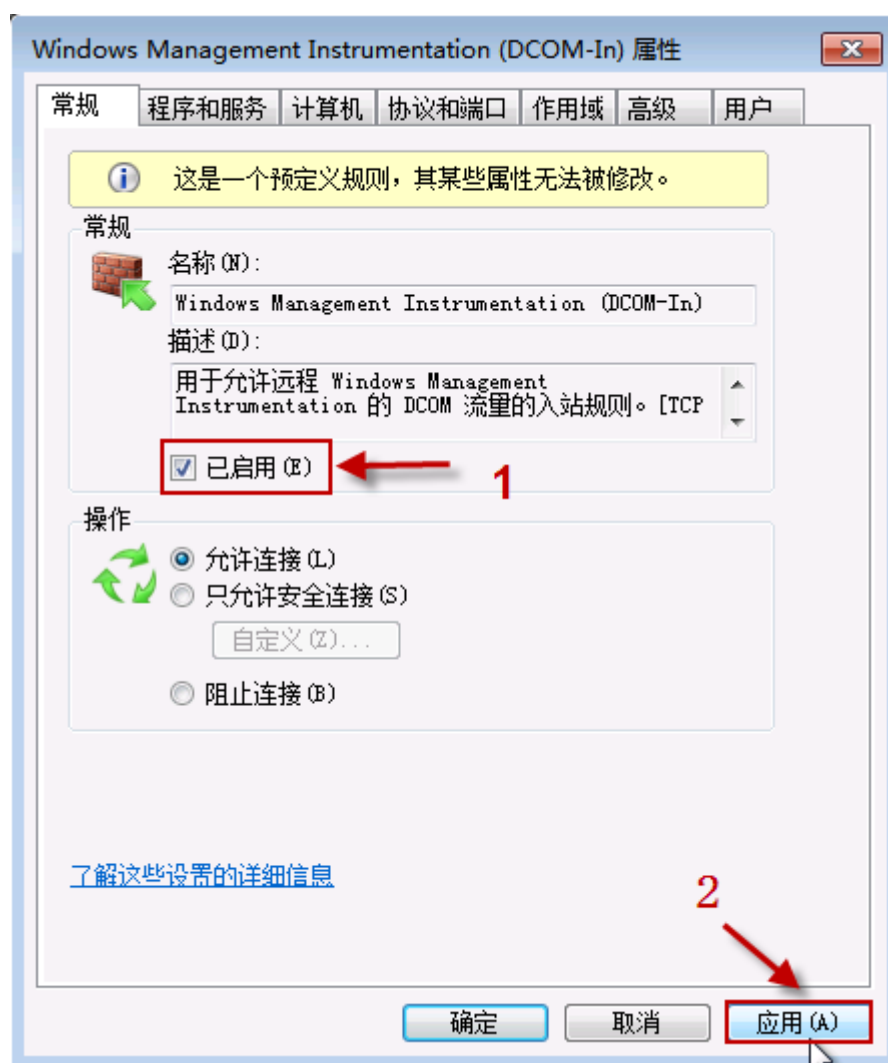 Windows Management Instrumentation (DCOM-In) 属性
常规 程序和服务 计算机 协议和端口 作用域 高级 用户
这是一个预定义规则，其某些属性无法被修改。
常规
名称(N):
Windows Management Instrumentation (DCOM-In)
描述(D):
用于允许远程 Windows Management
Instrumentation 的 DCOM 流量的入站规则。[TCP
已启用(E)
1
操作
允许连接(L)
只允许安全连接(S)
自定义(Z)...
阻止连接(B)
了解这些设置的详细信息
2
确定 取消 应用(A)